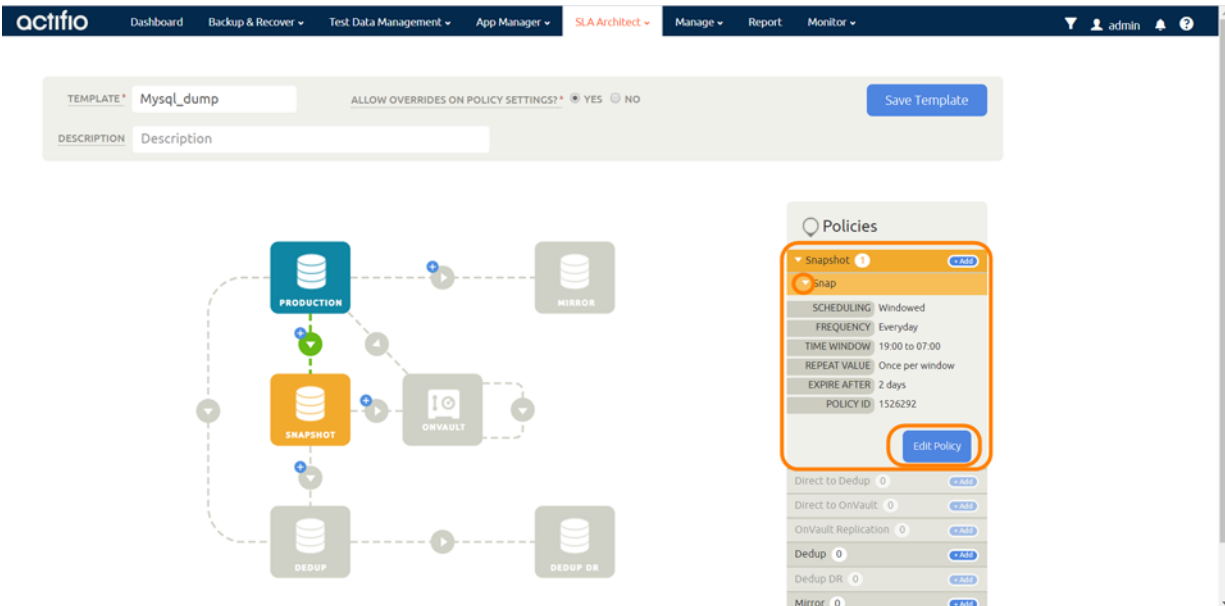 actifio Dashboard Backup & Recover Test Data Management App Manager SLA Architect Manage Report Monitor admin ?
TEMPLATE* Mysql_dump ALLOW OVERRIDES ON POLICY SETTINGS?* YES NO Save Template
DESCRIPTION Description
Policies
Snapshot 1 +Add
Snap
SCHEDULING Windowed
FREQUENCY Everyday
TIME WINDOW 19:00 to 07:00
REPEAT VALUE Once per window
EXPIRE AFTER 2 days
POLICY ID 1526292
Edit Policy
Direct to Dedup 0 +Add
Direct to OnVault 0 +Add
OnVault Replication 0 +Add
Dedup 0 +Add
Dedup DR 0 +Add
Mirror 0 +Add
PRODUCTION
MIRROR
SNAPSHOT
ONVAULT
DEDUP
DEDUP DR